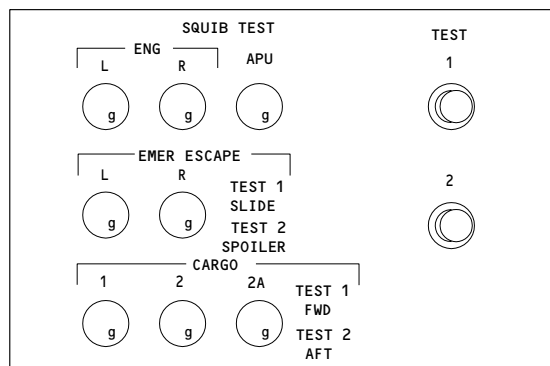 SQUIB TEST
TEST
ENG
L R APU
1
g g g
EMER ESCAPE
2
L R
TEST 1
SLIDE
g g
TEST 2
SPOILER
CARGO
1 2 2A
TEST 1
FWD
g g g
TEST 2
AFT